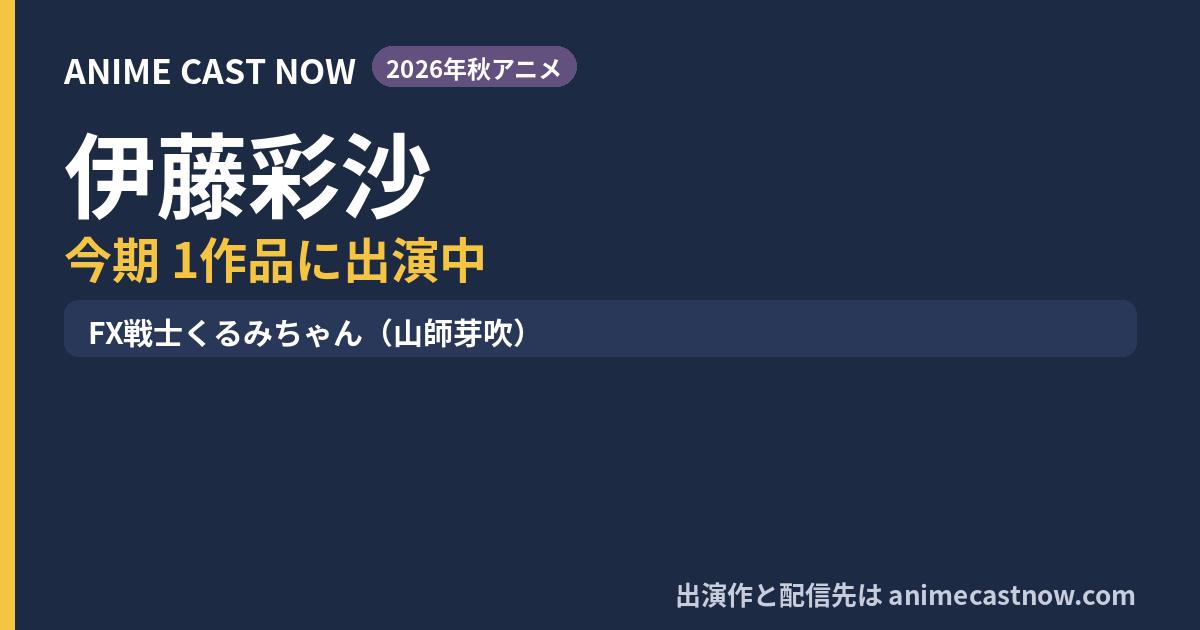 ANIME CAST NOW 2026年秋アニメ
伊藤彩沙
今期 1作品に出演中
FX戦士くるみちゃん（山師芽吹）
出演作と配信先は animecastnow.com